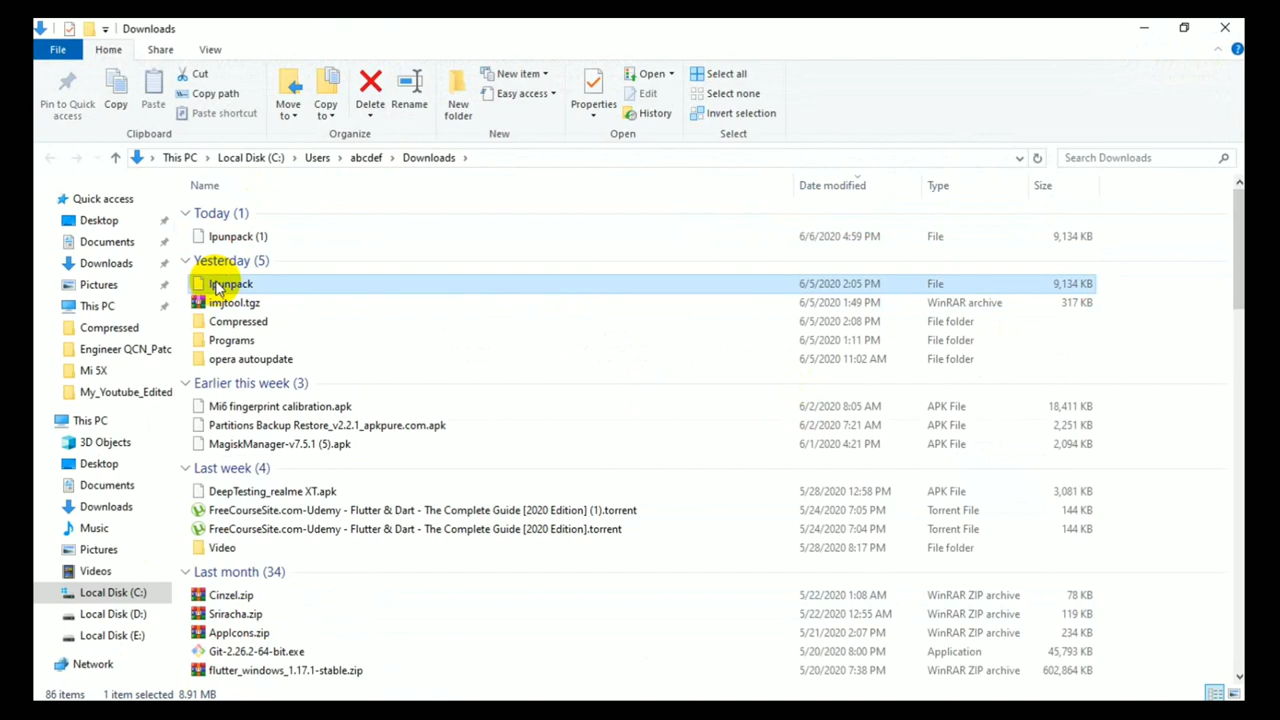 Downloads
File Home Share View
Pin to Quick access
Copy
Paste
Cut
Copy path
Paste shortcut
Clipboard
Move to
Copy to
Delete
Rename
Organize
New folder
New item
Easy access
New
Properties
Open
Edit
History
Open
Select all
Select none
Invert selection
Select
This PC Local Disk (C:) Users abcdef Downloads
Search Downloads
Quick access
Desktop
Documents
Downloads
Pictures
This PC
Compressed
Engineer QCN_Patc
Mi 5X
My_Youtube_Edited
This PC
3D Objects
Desktop
Documents
Downloads
Music
Pictures
Videos
Local Disk (C:)
Local Disk (D:)
Local Disk (E:)
Network
Name Date modified Type Size
Today (1)
lpunpack (1) 6/6/2020 4:59 PM File 9,134 KB
Yesterday (5)
lpunpack 6/5/2020 2:05 PM File 9,134 KB
imjtool.tgz 6/5/2020 1:49 PM WinRAR archive 317 KB
Compressed 6/5/2020 2:08 PM File folder
Programs 6/5/2020 1:11 PM File folder
opera autoupdate 6/5/2020 11:02 AM File folder
Earlier this week (3)
Mi6 fingerprint calibration.apk 6/2/2020 8:05 AM APK File 18,411 KB
Partitions Backup Restore_v2.2.1_apkpure.com.apk 6/2/2020 7:21 AM APK File 2,251 KB
MagiskManager-v7.5.1 (5).apk 6/1/2020 4:21 PM APK File 2,094 KB
Last week (4)
DeepTesting_realme XT.apk 5/28/2020 12:58 PM APK File 3,081 KB
FreeCourseSite.com-Udemy - Flutter & Dart - The Complete Guide [2020 Edition] (1).torrent 5/24/2020 7:05 PM Torrent File 144 KB
FreeCourseSite.com-Udemy - Flutter & Dart - The Complete Guide [2020 Edition].torrent 5/24/2020 7:04 PM Torrent File 144 KB
Video 5/28/2020 8:17 PM File folder
Last month (34)
Cinzel.zip 5/22/2020 1:08 AM WinRAR ZIP archive 78 KB
Sriracha.zip 5/22/2020 12:55 AM WinRAR ZIP archive 119 KB
AppIcons.zip 5/21/2020 2:07 PM WinRAR ZIP archive 234 KB
Git-2.26.2-64-bit.exe 5/20/2020 8:00 PM Application 45,793 KB
flutter_windows_1.17.1-stable.zip 5/20/2020 7:38 PM WinRAR ZIP archive 602,864 KB
86 items 1 item selected 8.91 MB